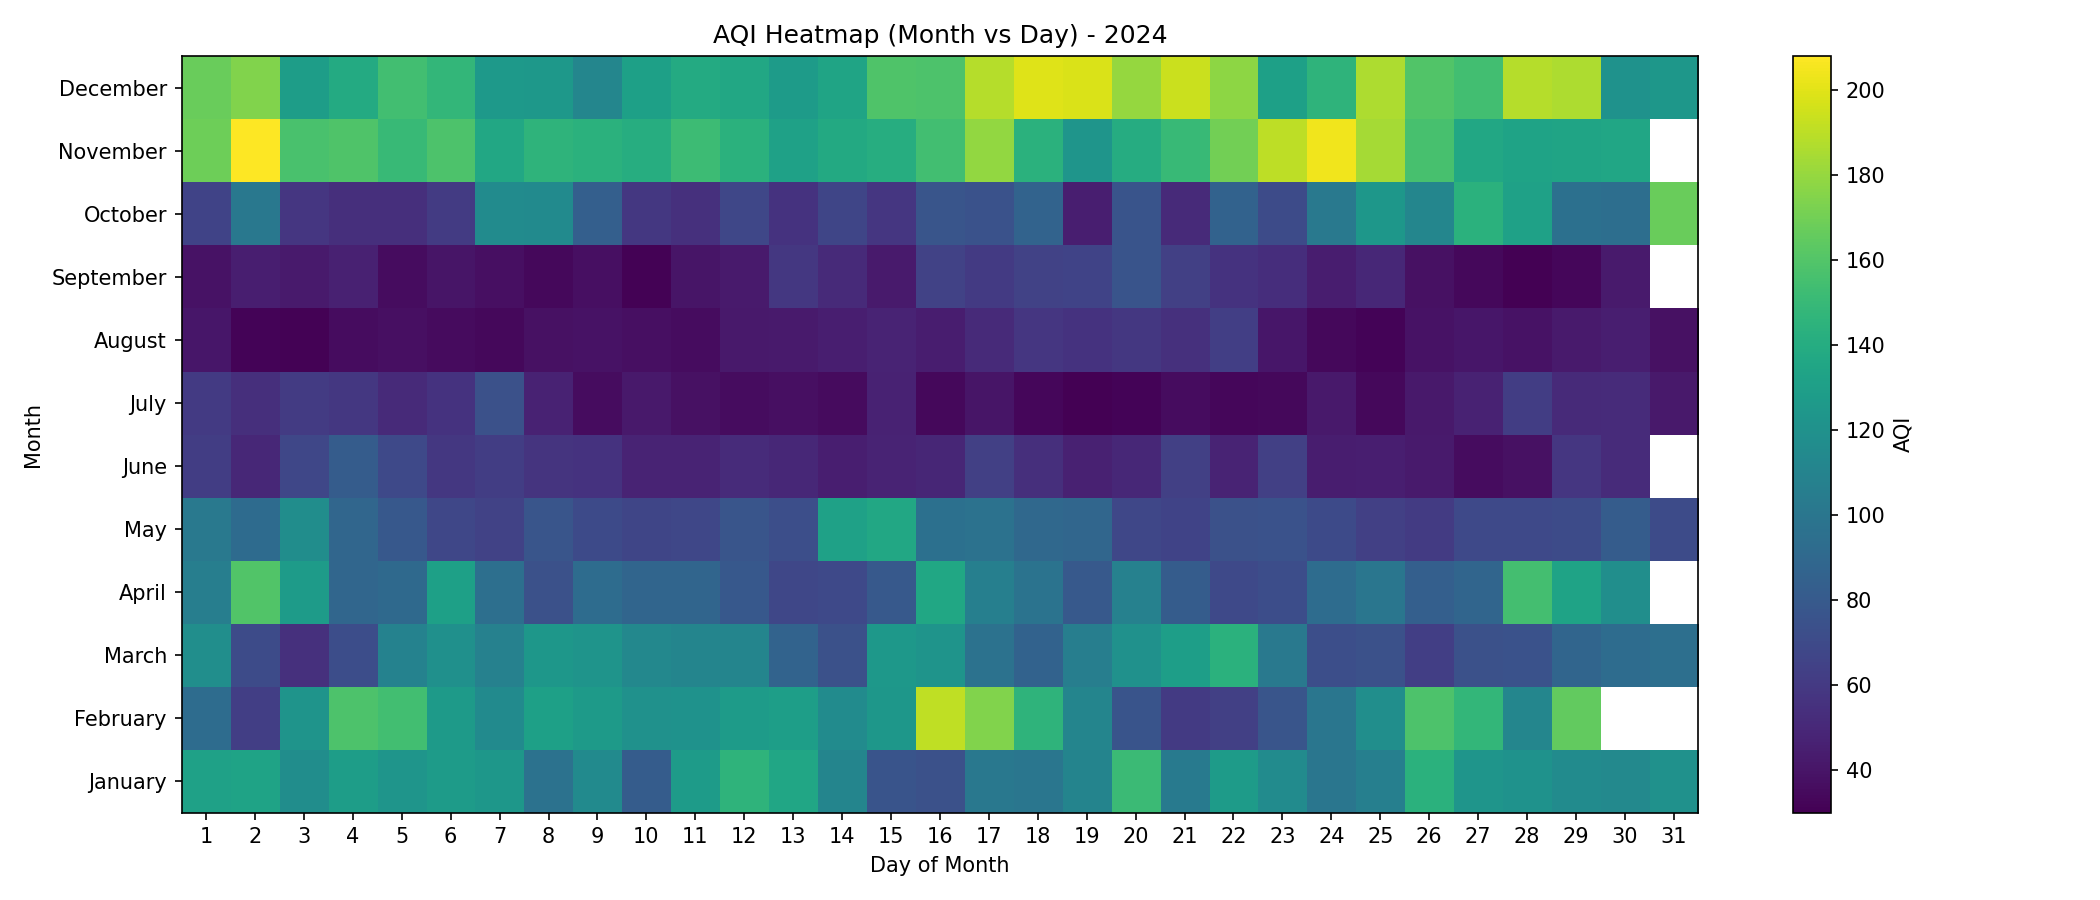 AQI Heatmap (Month vs Day) - 2024
December
November
October
September
August
July
June
May
April
March
February
January
Month
1 2 3 4 5 6 7 8 9 10 11 12 13 14 15 16 17 18 19 20 21 22 23 24 25 26 27 28 29 30 31
Day of Month
200
180
160
140
120
100
80
60
40
AQI